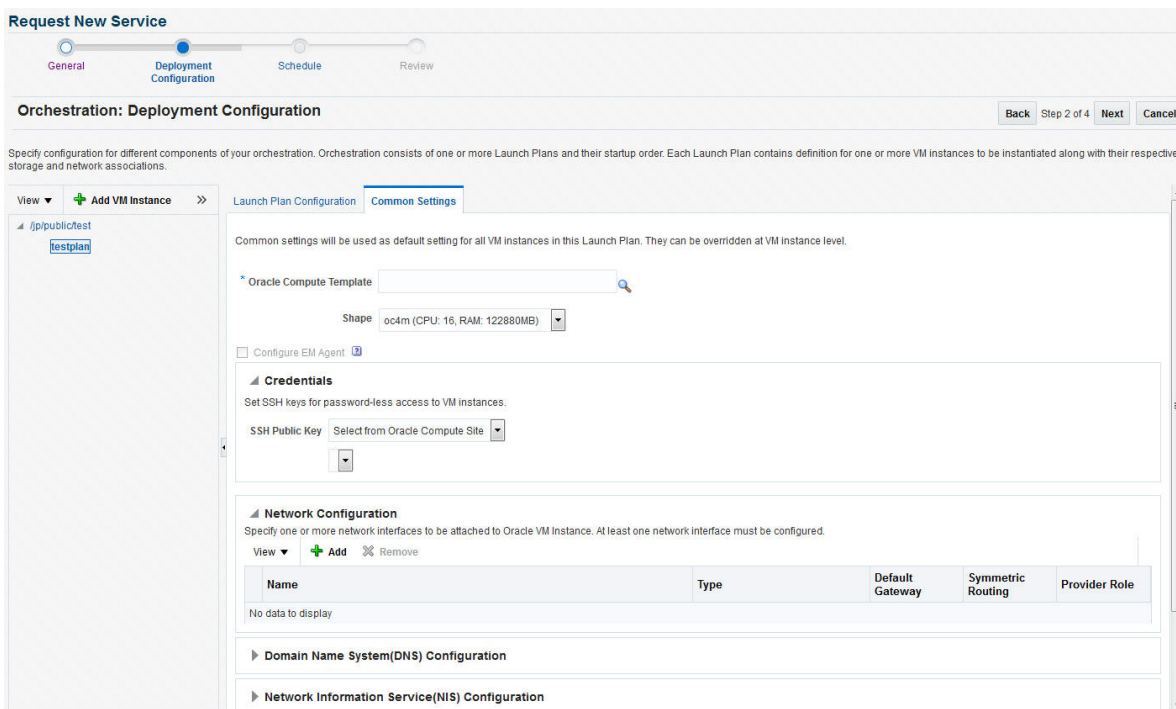 Request New Service
General
Deployment
Configuration
Schedule
Review
Orchestration: Deployment Configuration
Back Step 2 of 4 Next Cancel
Specify configuration for different components of your orchestration. Orchestration consists of one or more Launch Plans and their startup order. Each Launch Plan contains definition for one or more VM instances to be instantiated along with their respective
storage and network associations.
View Add VM Instance »
/jp/public/test
testplan
Launch Plan Configuration Common Settings
Common settings will be used as default setting for all VM instances in this Launch Plan. They can be overridden at VM instance level.
* Oracle Compute Template
Shape oc4m (CPU: 16, RAM: 122880MB)
Configure EM Agent ?
Credentials
Set SSH keys for password-less access to VM instances.
SSH Public Key Select from Oracle Compute Site
Network Configuration
Specify one or more network interfaces to be attached to Oracle VM Instance. At least one network interface must be configured.
View Add Remove
Name Type Default Gateway Symmetric Routing Provider Role
No data to display
Domain Name System(DNS) Configuration
Network Information Service(NIS) Configuration